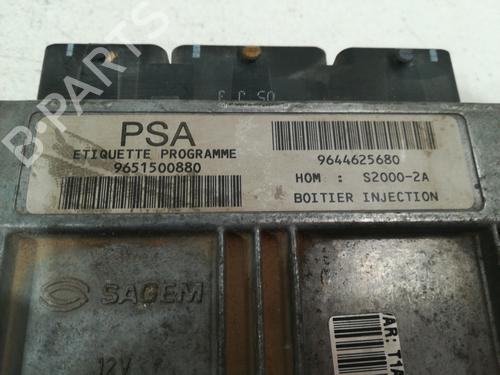 PSA
ETIQUETTE PROGRAMME
9651500880
9644625680
HOM : S2000-2A
BOITIER INJECTION
SAGEM
12V
B-PARTS